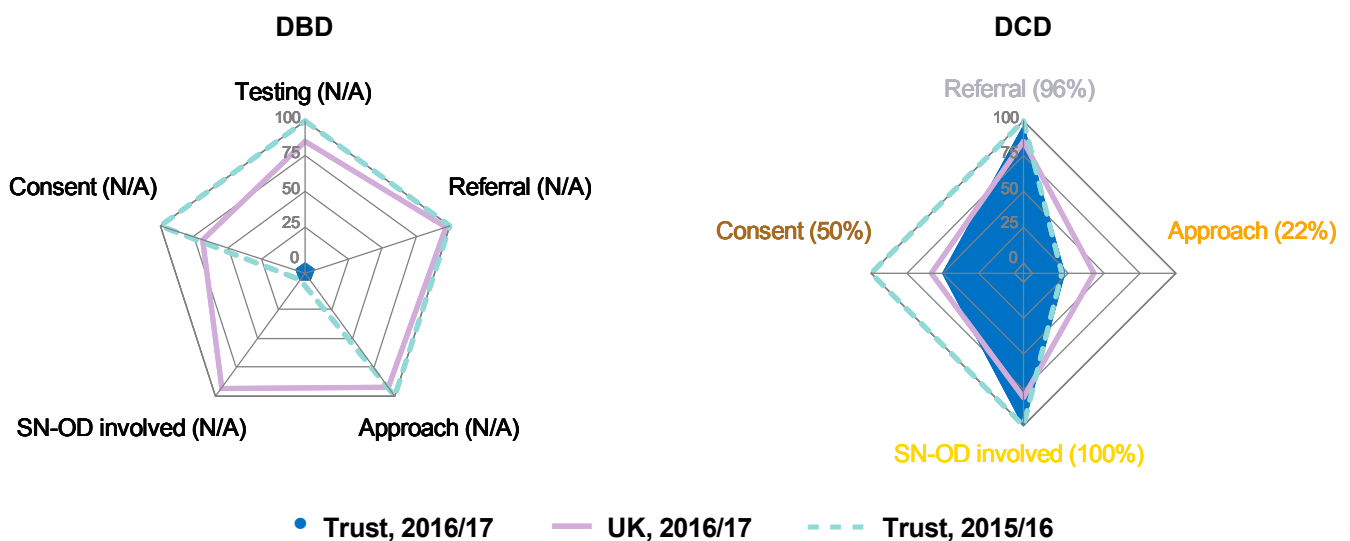 DBD
DCD
Testing (N/A)
Referral (96%)
100
75
50
25
0
100
75
50
25
0
Consent (N/A)
Referral (N/A)
Consent (50%)
Approach (22%)
SN-OD involved (N/A)
Approach (N/A)
SN-OD involved (100%)
Trust, 2016/17
UK, 2016/17
Trust, 2015/16